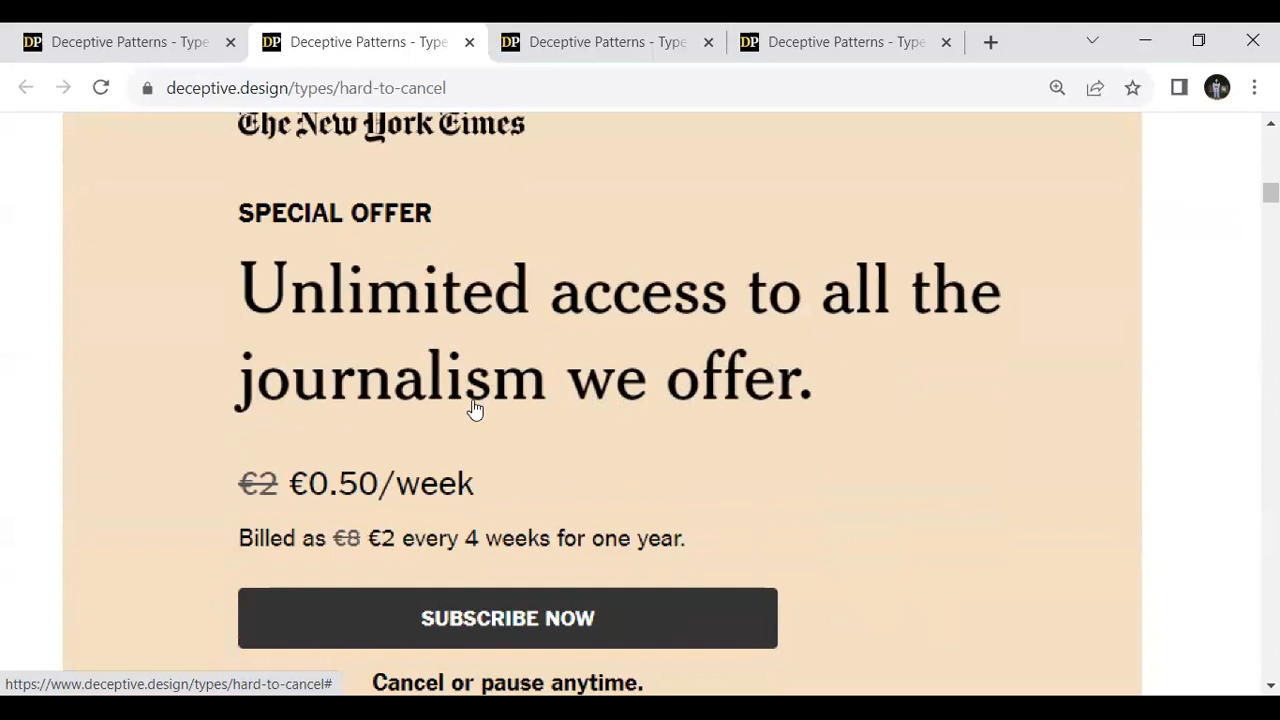 Deceptive Patterns - Type
Deceptive Patterns - Type
Deceptive Patterns - Type
Deceptive Patterns - Type
deceptive.design/types/hard-to-cancel
The New York Times
SPECIAL OFFER
Unlimited access to all the
journalism we offer.
€2 €0.50/week
Billed as €8 €2 every 4 weeks for one year.
SUBSCRIBE NOW
Cancel or pause anytime.
https://www.deceptive.design/types/hard-to-cancel#